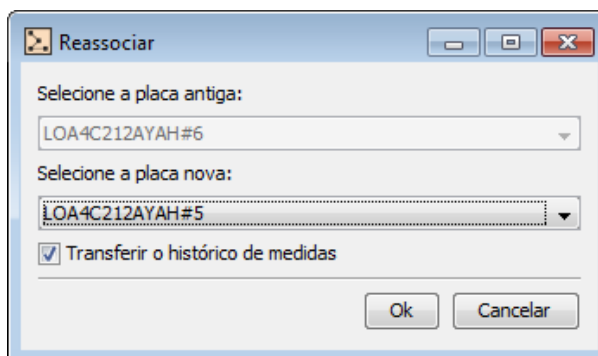 Reassociar
Selecione a placa antiga:
LOA4C212AYAH#6
Selecione a placa nova:
LOA4C212AYAH#5
Transferir o histórico de medidas
Ok
Cancelar